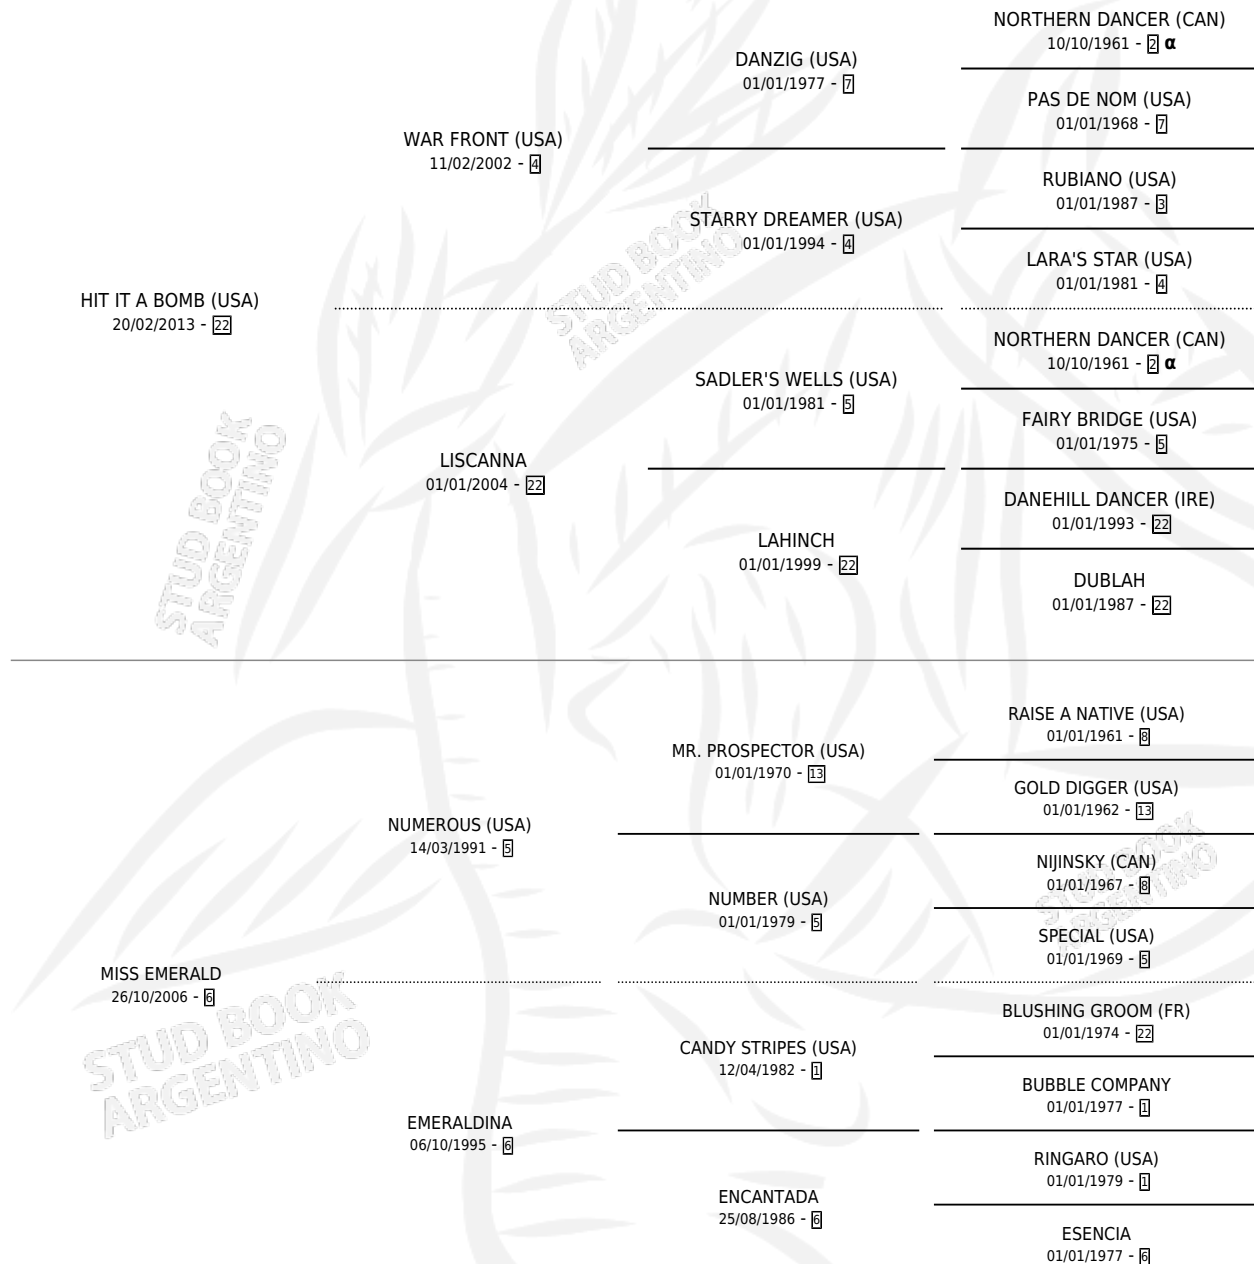 NORTHERN DANCER (CAN)
10/10/1961 - 2 α
DANZIG (USA)
01/01/1977 - 7
PAS DE NOM (USA)
01/01/1968 - 7
WAR FRONT (USA)
11/02/2002 - 4
RUBIANO (USA)
01/01/1987 - 3
STARRY DREAMER (USA)
01/01/1994 - 4
LARA'S STAR (USA)
01/01/1981 - 4
HIT IT A BOMB (USA)
20/02/2013 - 22
NORTHERN DANCER (CAN)
10/10/1961 - 2 α
SADLER'S WELLS (USA)
01/01/1981 - 5
FAIRY BRIDGE (USA)
01/01/1975 - 5
LISCANNA
01/01/2004 - 22
DANEHILL DANCER (IRE)
01/01/1993 - 22
LAHINCH
01/01/1999 - 22
DUBLAH
01/01/1987 - 22
RAISE A NATIVE (USA)
01/01/1961 - 8
MR. PROSPECTOR (USA)
01/01/1970 - 13
GOLD DIGGER (USA)
01/01/1962 - 13
NUMEROUS (USA)
14/03/1991 - 5
NIJINSKY (CAN)
01/01/1967 - 8
NUMBER (USA)
01/01/1979 - 5
SPECIAL (USA)
01/01/1969 - 5
MISS EMERALD
26/10/2006 - 6
BLUSHING GROOM (FR)
01/01/1974 - 22
CANDY STRIPES (USA)
12/04/1982 - 1
BUBBLE COMPANY
01/01/1977 - 1
EMERALDINA
06/10/1995 - 6
RINGARO (USA)
01/01/1979 - 1
ENCANTADA
25/08/1986 - 6
ESENCIA
01/01/1977 - 6
STUD BOOK
ARGENTINO
STUD BOOK
ARGENTINO
STUD BOOK
ARGENTINO
STUD BOOK
ARGENTINO